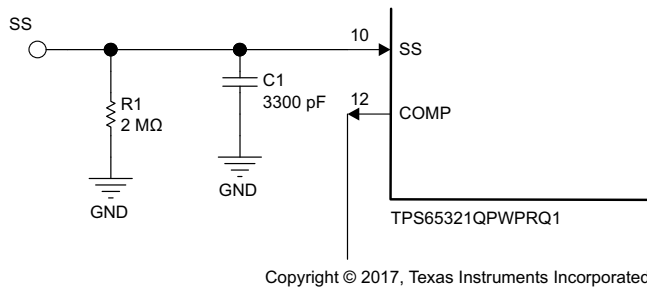 SS
10
SS
R1
2 MΩ
C1
3300 pF
12
COMP
GND
GND
TPS65321QPWPRQ1
Copyright © 2017, Texas Instruments Incorporated